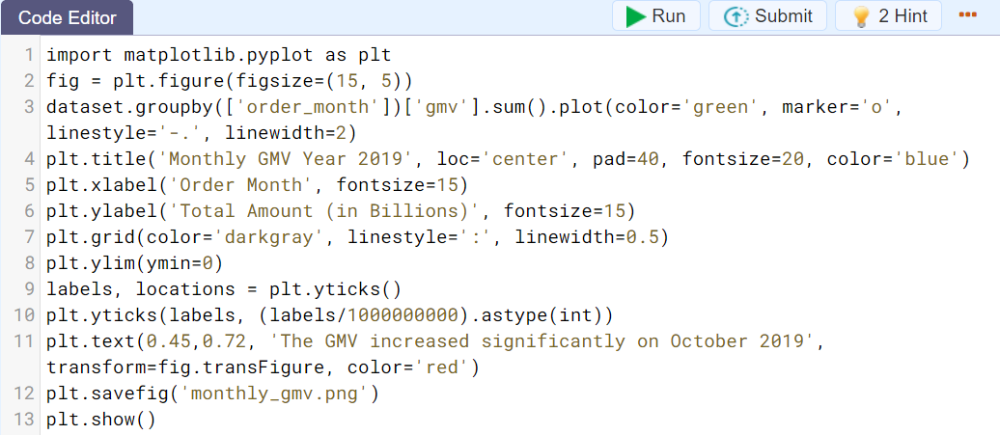 Code Editor
Run
Submit
2 Hint
1 import matplotlib.pyplot as plt
2 fig = plt.figure(figsize=(15, 5))
3 dataset.groupby(['order_month'])['gmv'].sum().plot(color='green', marker='o',
linestyle='-.', linewidth=2)
4 plt.title('Monthly GMV Year 2019', loc='center', pad=40, fontsize=20, color='blue')
5 plt.xlabel('Order Month', fontsize=15)
6 plt.ylabel('Total Amount (in Billions)', fontsize=15)
7 plt.grid(color='darkgray', linestyle=':', linewidth=0.5)
8 plt.ylim(ymin=0)
9 labels, locations = plt.yticks()
10 plt.yticks(labels, (labels/1000000000).astype(int))
11 plt.text(0.45,0.72, 'The GMV increased significantly on October 2019',
transform=fig.transFigure, color='red')
12 plt.savefig('monthly_gmv.png')
13 plt.show()